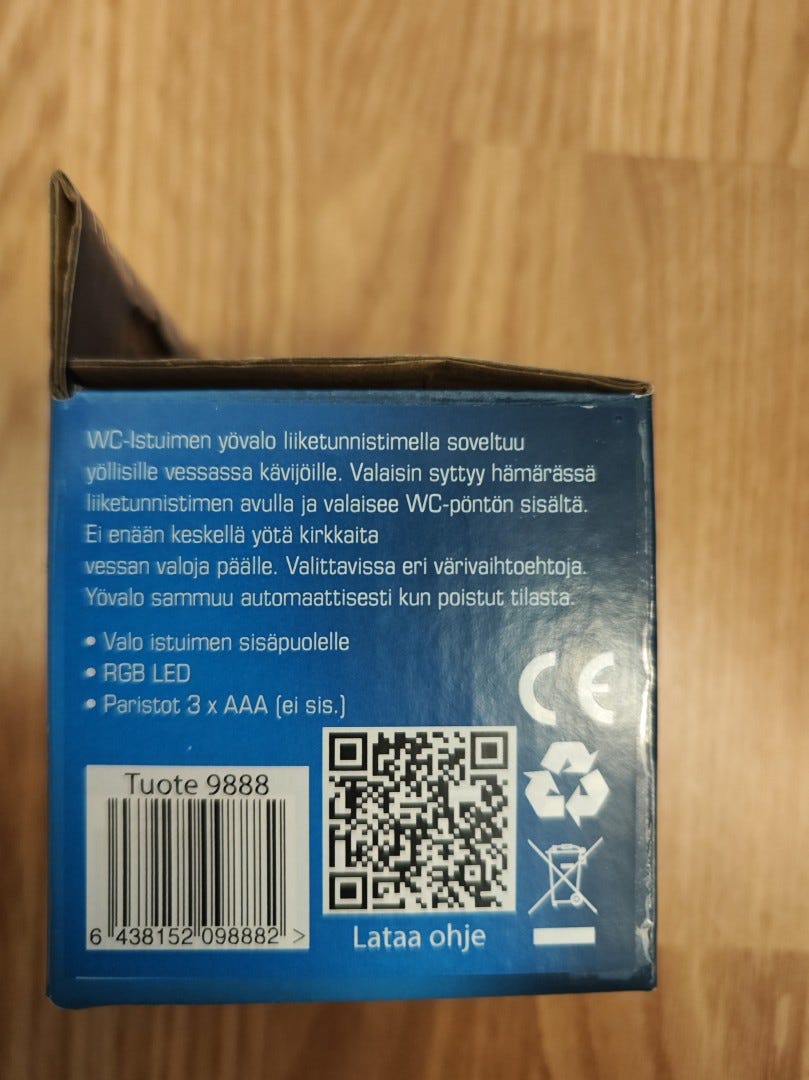 WC-Istuimen yövalo liiketunnistimella soveltuu
yöllisille vessassa kävijöille. Valaisin syttyy hämärässä
liiketunnistimen avulla ja valaisee WC-pöntön sisältä.
Ei enään keskellä yötä kirkkaita
vessan valoja päälle. Valittavissa eri värivaihtoehtoja.
Yövalo sammuu automaattisesti kun poistut tilasta.
• Valo istuimen sisäpuolelle
• RGB LED
• Paristot 3 x AAA (ei sis.)
CE
Tuote 9888
6 438152 098882 >
Lataa ohje